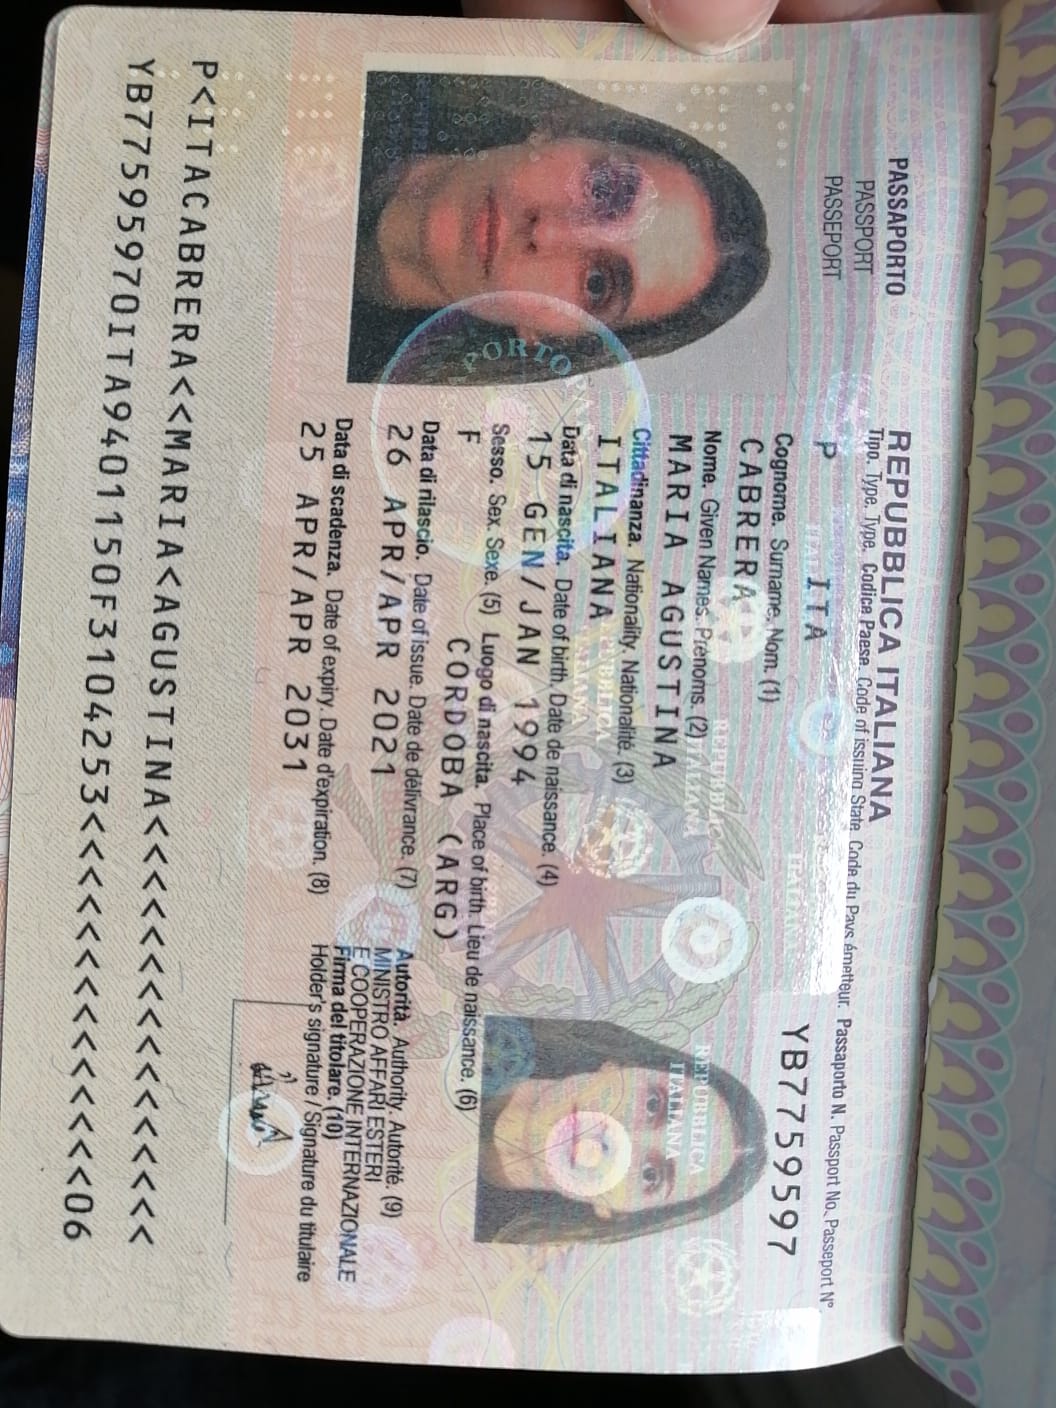 REPUBBLICA ITALIANA
PASSAPORTO
PASSPORT
PASSEPORT
Tipo. Type. Type. Codice Paese. Code of issuing State. Code du Pays émetteur. Passaporto N. Passport No. Passeport N°
P ITA YB7759597
Cognome. Surname. Nom. (1)
CABRERA
Nome. Given Names. Prénoms. (2)
MARIA AGUSTINA
Cittadinanza. Nationality. Nationalité. (3)
ITALIANA
Data di nascita. Date of birth. Date de naissance. (4)
15 GEN/JAN 1994
Sesso. Sex. Sexe. (5) Luogo di nascita. Place of birth. Lieu de naissance. (6)
F CORDOBA (ARG)
Data di rilascio. Date of issue. Date de délivrance. (7)
26 APR/APR 2021
Autorità. Authority. Autorité. (9)
MINISTRO AFFARI ESTERI
E COOPERAZIONE INTERNAZIONALE
Data di scadenza. Date of expiry. Date d'expiration. (8)
25 APR/APR 2031
Firma del titolare. (10)
Holder's signature / Signature du titulaire
REPUBBLICA
ITALIANA
P<ITACABRERA<<MARIA<AGUSTINA<<<<<<<<<<<<<<<<
YB77595970ITA9401150F3104253<<<<<<<<<<<<<<06